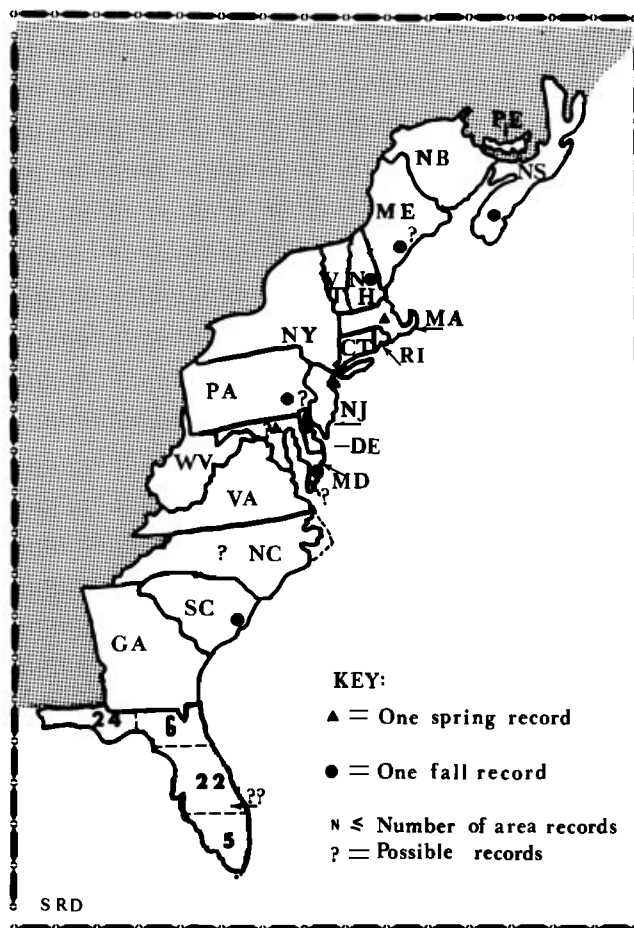 PE
NB
NS
ME
?
V N
T H
MA
NY
CT
RI
PA
?
NJ
DE
WV
MD
VA
?
? NC
SC
GA
KEY:
▲ = One spring record
24
6
● = One fall record
22
??
N ≤ Number of area records
5
? = Possible records
SRD